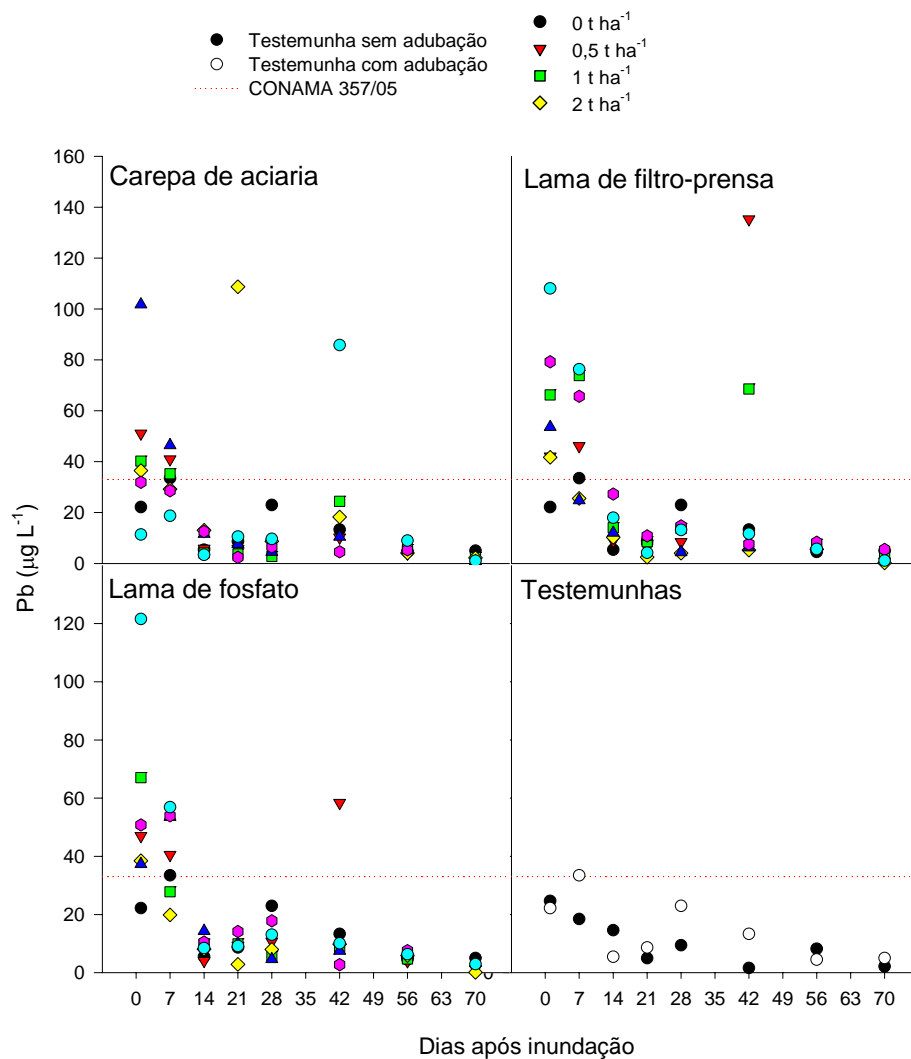 Testemunha sem adubação
Testemunha com adubação
CONAMA 357/05
0 t ha⁻¹
0,5 t ha⁻¹
1 t ha⁻¹
2 t ha⁻¹
Pb (µg L⁻¹)
160
140
120
100
80
60
40
20
0
Carepa de aciaria
Lama de filtro-prensa
120
100
80
60
40
20
0
Lama de fosfato
Testemunhas
0
0 7 14 21 28 35 42 49 56 63 70
0 7 14 21 28 35 42 49 56 63 70
Dias após inundação